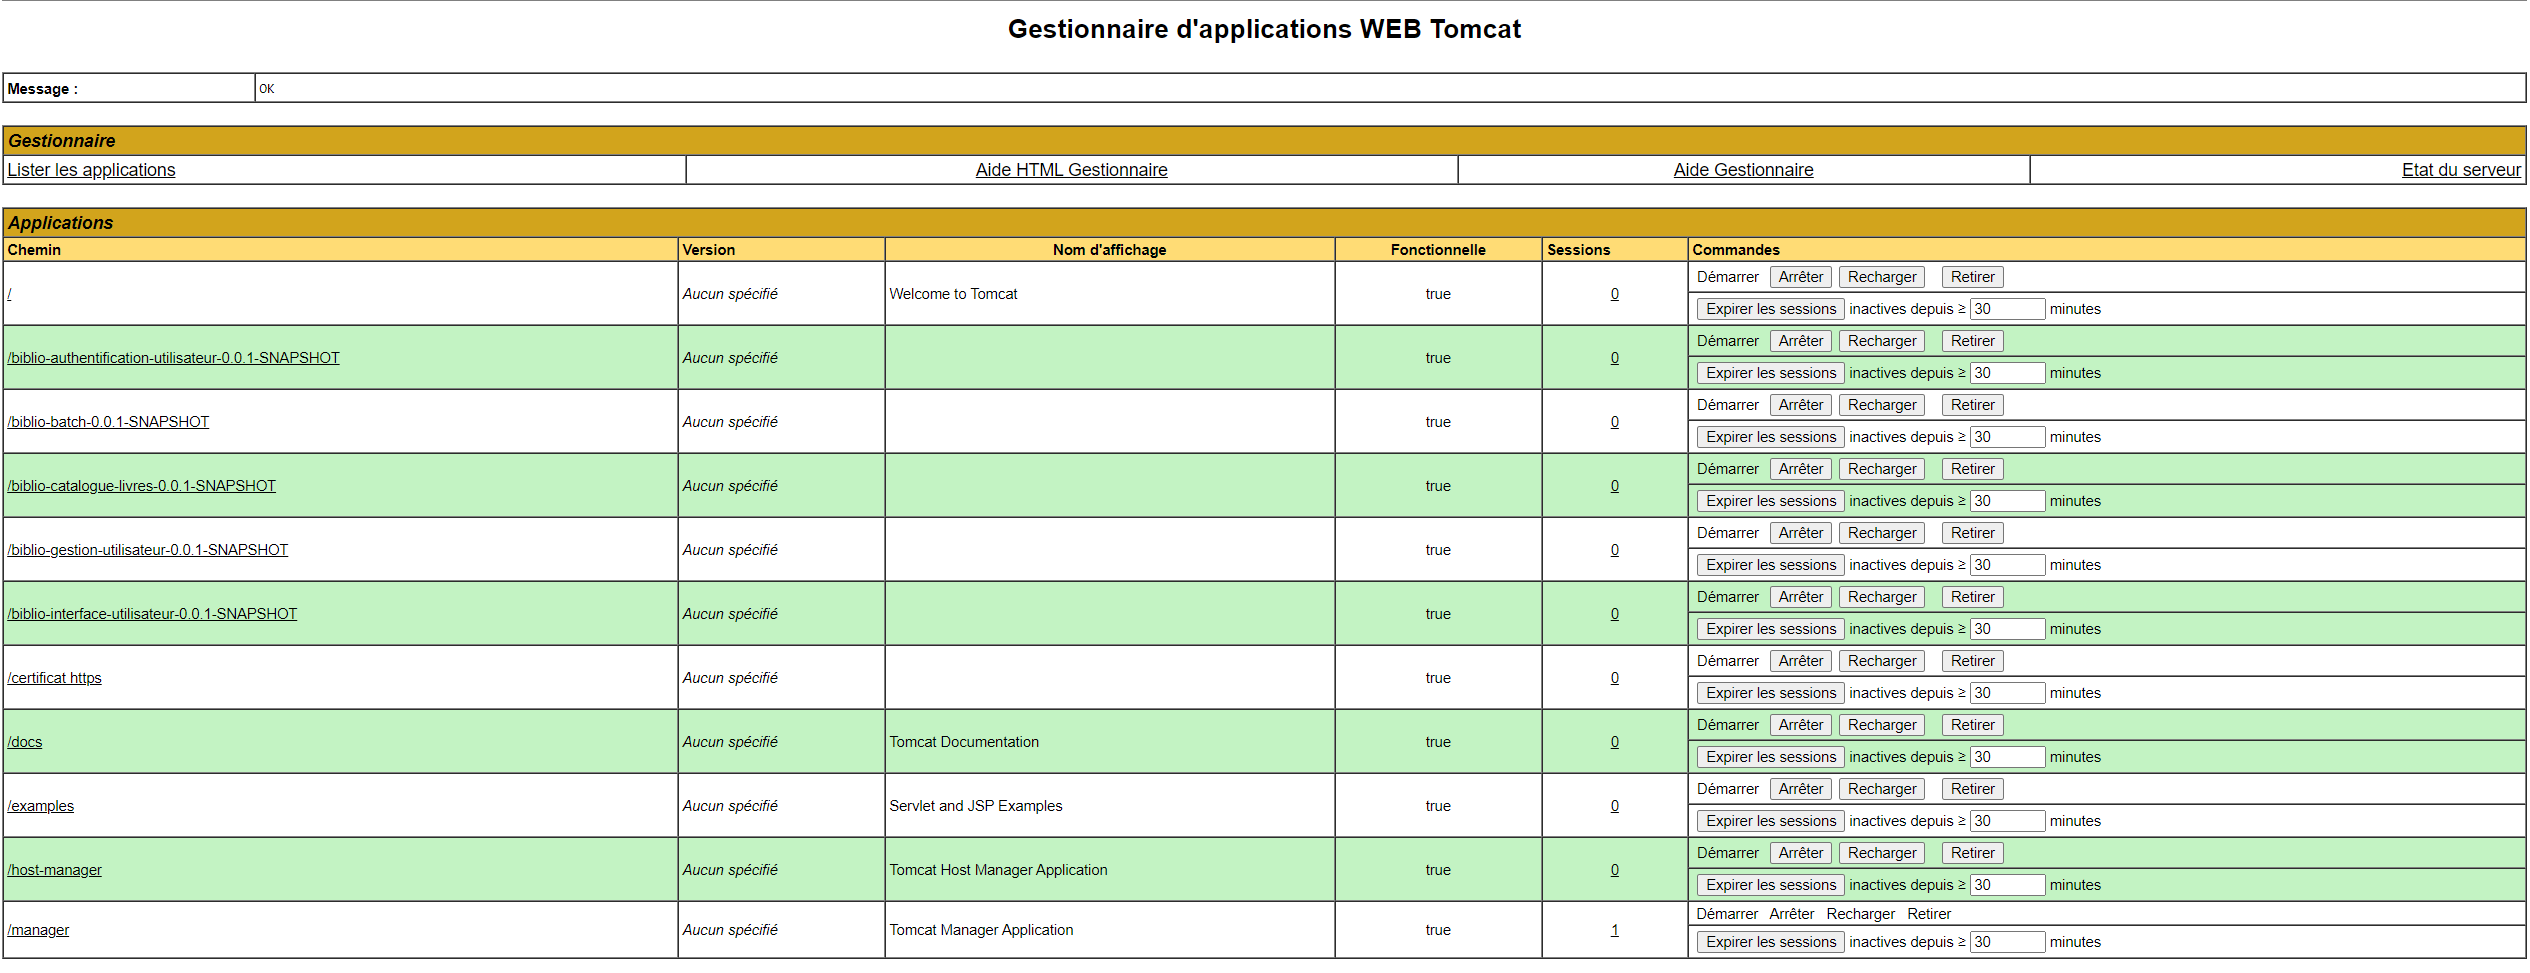 Gestionnaire d'applications WEB Tomcat
Message : OK
Gestionnaire
Lister les applications Aide HTML Gestionnaire Aide Gestionnaire Etat du serveur
Applications
Chemin Version Nom d'affichage Fonctionnelle Sessions Commandes
/ Aucun spécifié Welcome to Tomcat true 0 Démarrer Arrêter Recharger Retirer
Expirer les sessions inactives depuis ≥ 30 minutes
/biblio-authentification-utilisateur-0.0.1-SNAPSHOT Aucun spécifié true 0 Démarrer Arrêter Recharger Retirer
Expirer les sessions inactives depuis ≥ 30 minutes
/biblio-batch-0.0.1-SNAPSHOT Aucun spécifié true 0 Démarrer Arrêter Recharger Retirer
Expirer les sessions inactives depuis ≥ 30 minutes
/biblio-catalogue-livres-0.0.1-SNAPSHOT Aucun spécifié true 0 Démarrer Arrêter Recharger Retirer
Expirer les sessions inactives depuis ≥ 30 minutes
/biblio-gestion-utilisateur-0.0.1-SNAPSHOT Aucun spécifié true 0 Démarrer Arrêter Recharger Retirer
Expirer les sessions inactives depuis ≥ 30 minutes
/biblio-interface-utilisateur-0.0.1-SNAPSHOT Aucun spécifié true 0 Démarrer Arrêter Recharger Retirer
Expirer les sessions inactives depuis ≥ 30 minutes
/certificat https Aucun spécifié true 0 Démarrer Arrêter Recharger Retirer
Expirer les sessions inactives depuis ≥ 30 minutes
/docs Aucun spécifié Tomcat Documentation true 0 Démarrer Arrêter Recharger Retirer
Expirer les sessions inactives depuis ≥ 30 minutes
/examples Aucun spécifié Servlet and JSP Examples true 0 Démarrer Arrêter Recharger Retirer
Expirer les sessions inactives depuis ≥ 30 minutes
/host-manager Aucun spécifié Tomcat Host Manager Application true 0 Démarrer Arrêter Recharger Retirer
Expirer les sessions inactives depuis ≥ 30 minutes
/manager Aucun spécifié Tomcat Manager Application true 1 Démarrer Arrêter Recharger Retirer
Expirer les sessions inactives depuis ≥ 30 minutes